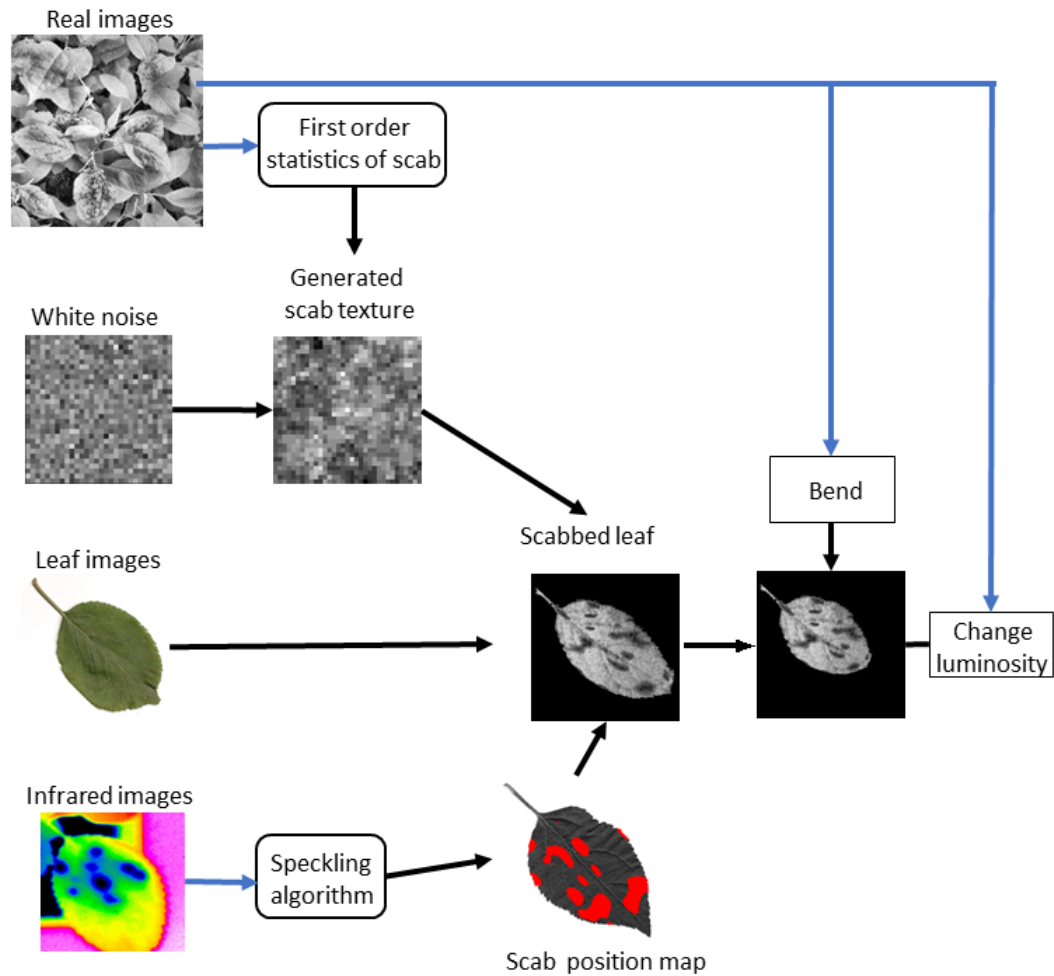 Real images
First order
statistics of scab
Generated
scab texture
White noise
Bend
Scabbed leaf
Leaf images
Change
luminosity
Infrared images
Speckling
algorithm
Scab position map